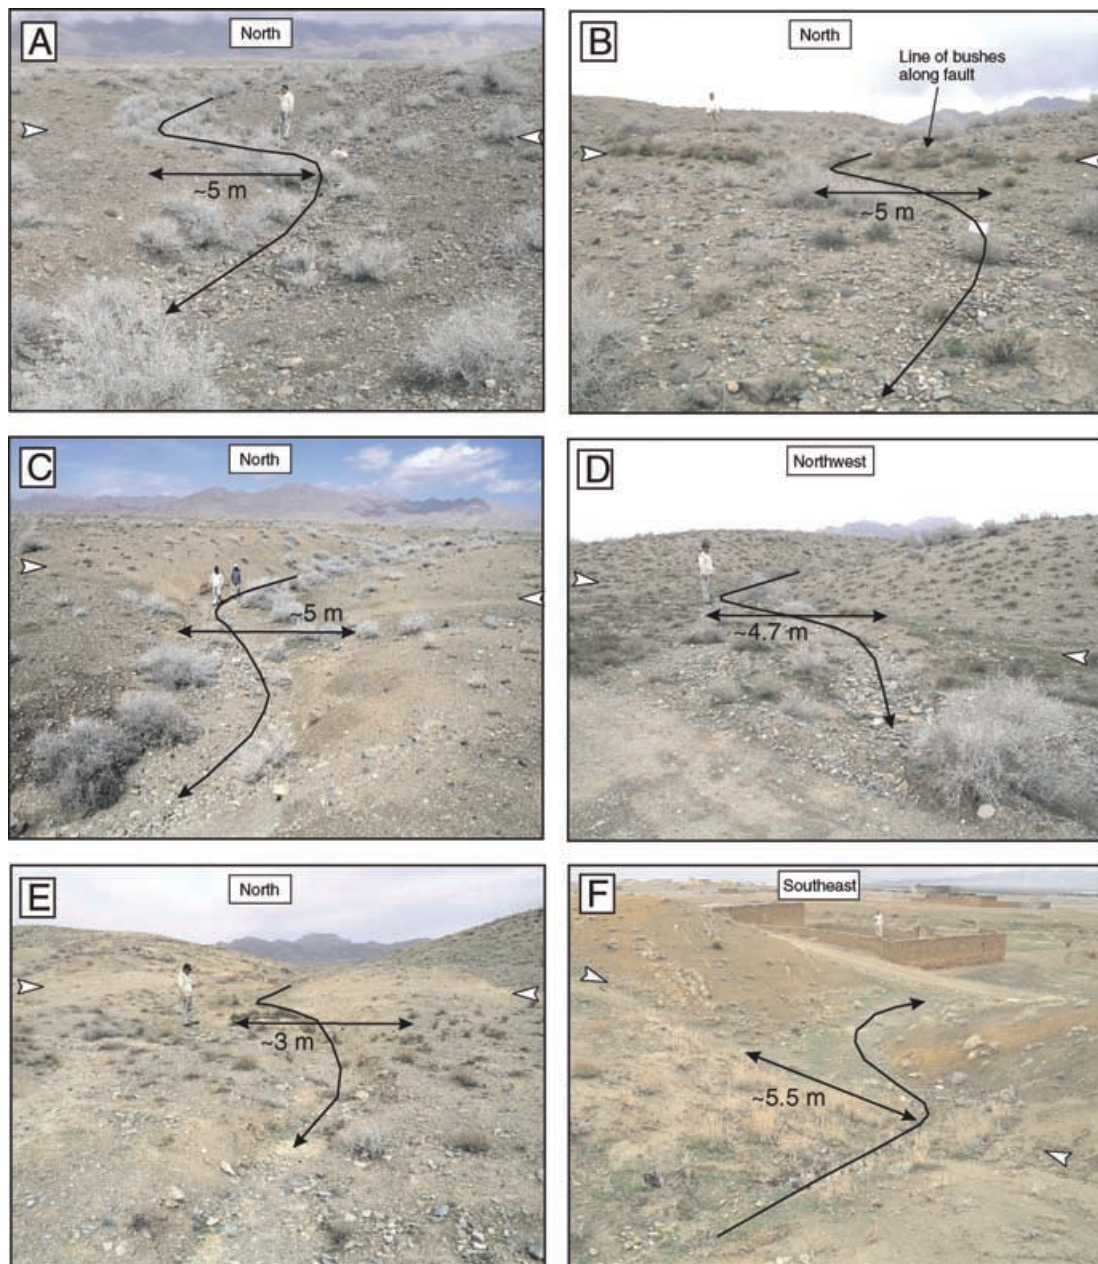 A
North
~5 m
B
North
Line of bushes
along fault
~5 m
C
North
~5 m
D
Northwest
~4.7 m
E
North
~3 m
F
Southeast
~5.5 m